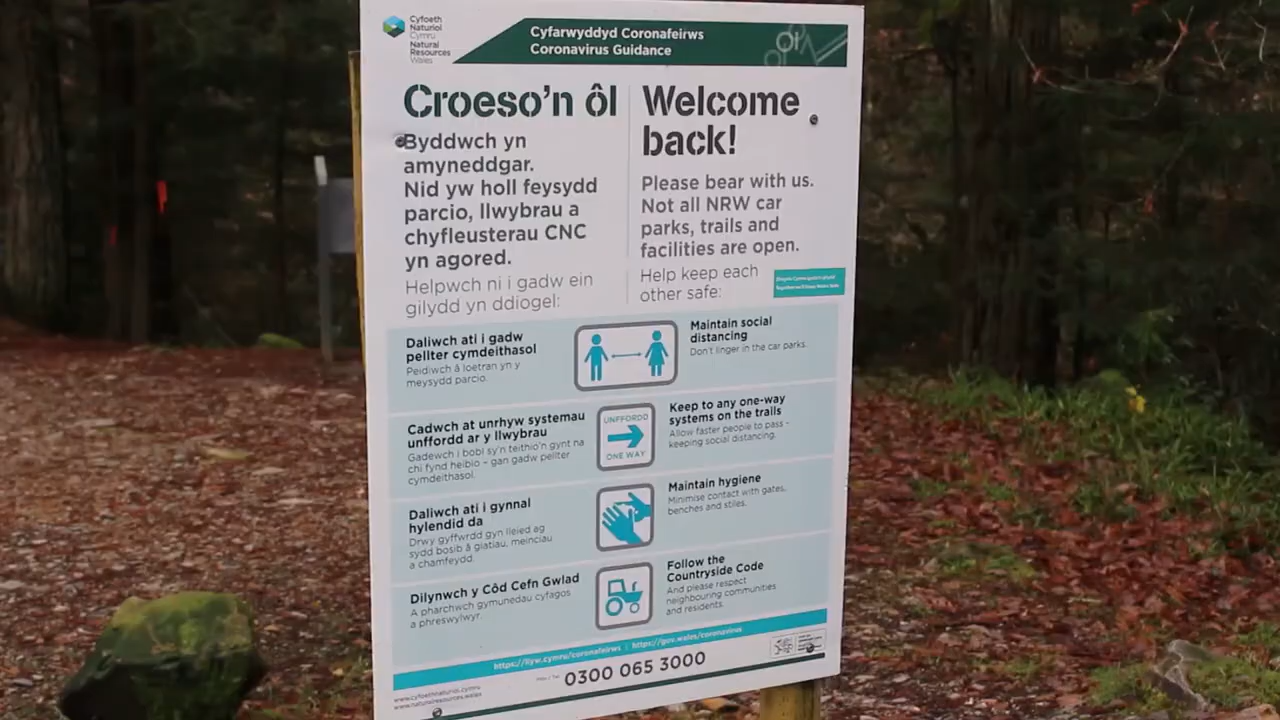 Cyfoeth
Naturiol
Cymru
Natural
Resources
Wales
Cyfarwyddyd Coronafeirws
Coronavirus Guidance
Croeso'n ôl
Byddwch yn
amyneddgar.
Nid yw holl feysydd
parcio, llwybrau a
chyfleusterau CNC
yn agored.
Helpwch ni i gadw ein
gilydd yn ddiogel:
Welcome
back!
Please bear with us.
Not all NRW car
parks, trails and
facilities are open.
Help keep each
other safe:
Daliwch ati i gadw
pellter cymdeithasol
Peidiwch â loetran yn y
meysydd parcio.
Maintain social
distancing
Don't linger in the car parks.
Cadwch at unrhyw systemau
unffordd ar y llwybrau
Gadewch i bobl sy'n teithio'n gynt na
chi fynd heibio – gan gadw pellter
cymdeithasol.
UNFFORDD
ONE WAY
Keep to any one-way
systems on the trails
Allow faster people to pass -
keeping social distancing.
Daliwch ati i gynnal
hylendid da
Drwy gyffwrdd gyn lleied ag
sydd bosib â giatiau, meinciau
a chamfeydd.
Maintain hygiene
Minimise contact with gates,
benches and stiles.
Dilynwch y Côd Cefn Gwlad
A pharchwch gymunedau cyfagos
a phreswylwyr.
Follow the
Countryside Code
And please respect
neighbouring communities
and residents.
https://llyw.cymru/coronafeirws | https://gov.wales/coronavirus
0300 065 3000
www.cyfoethnaturiol.cymru
www.naturalresources.wales